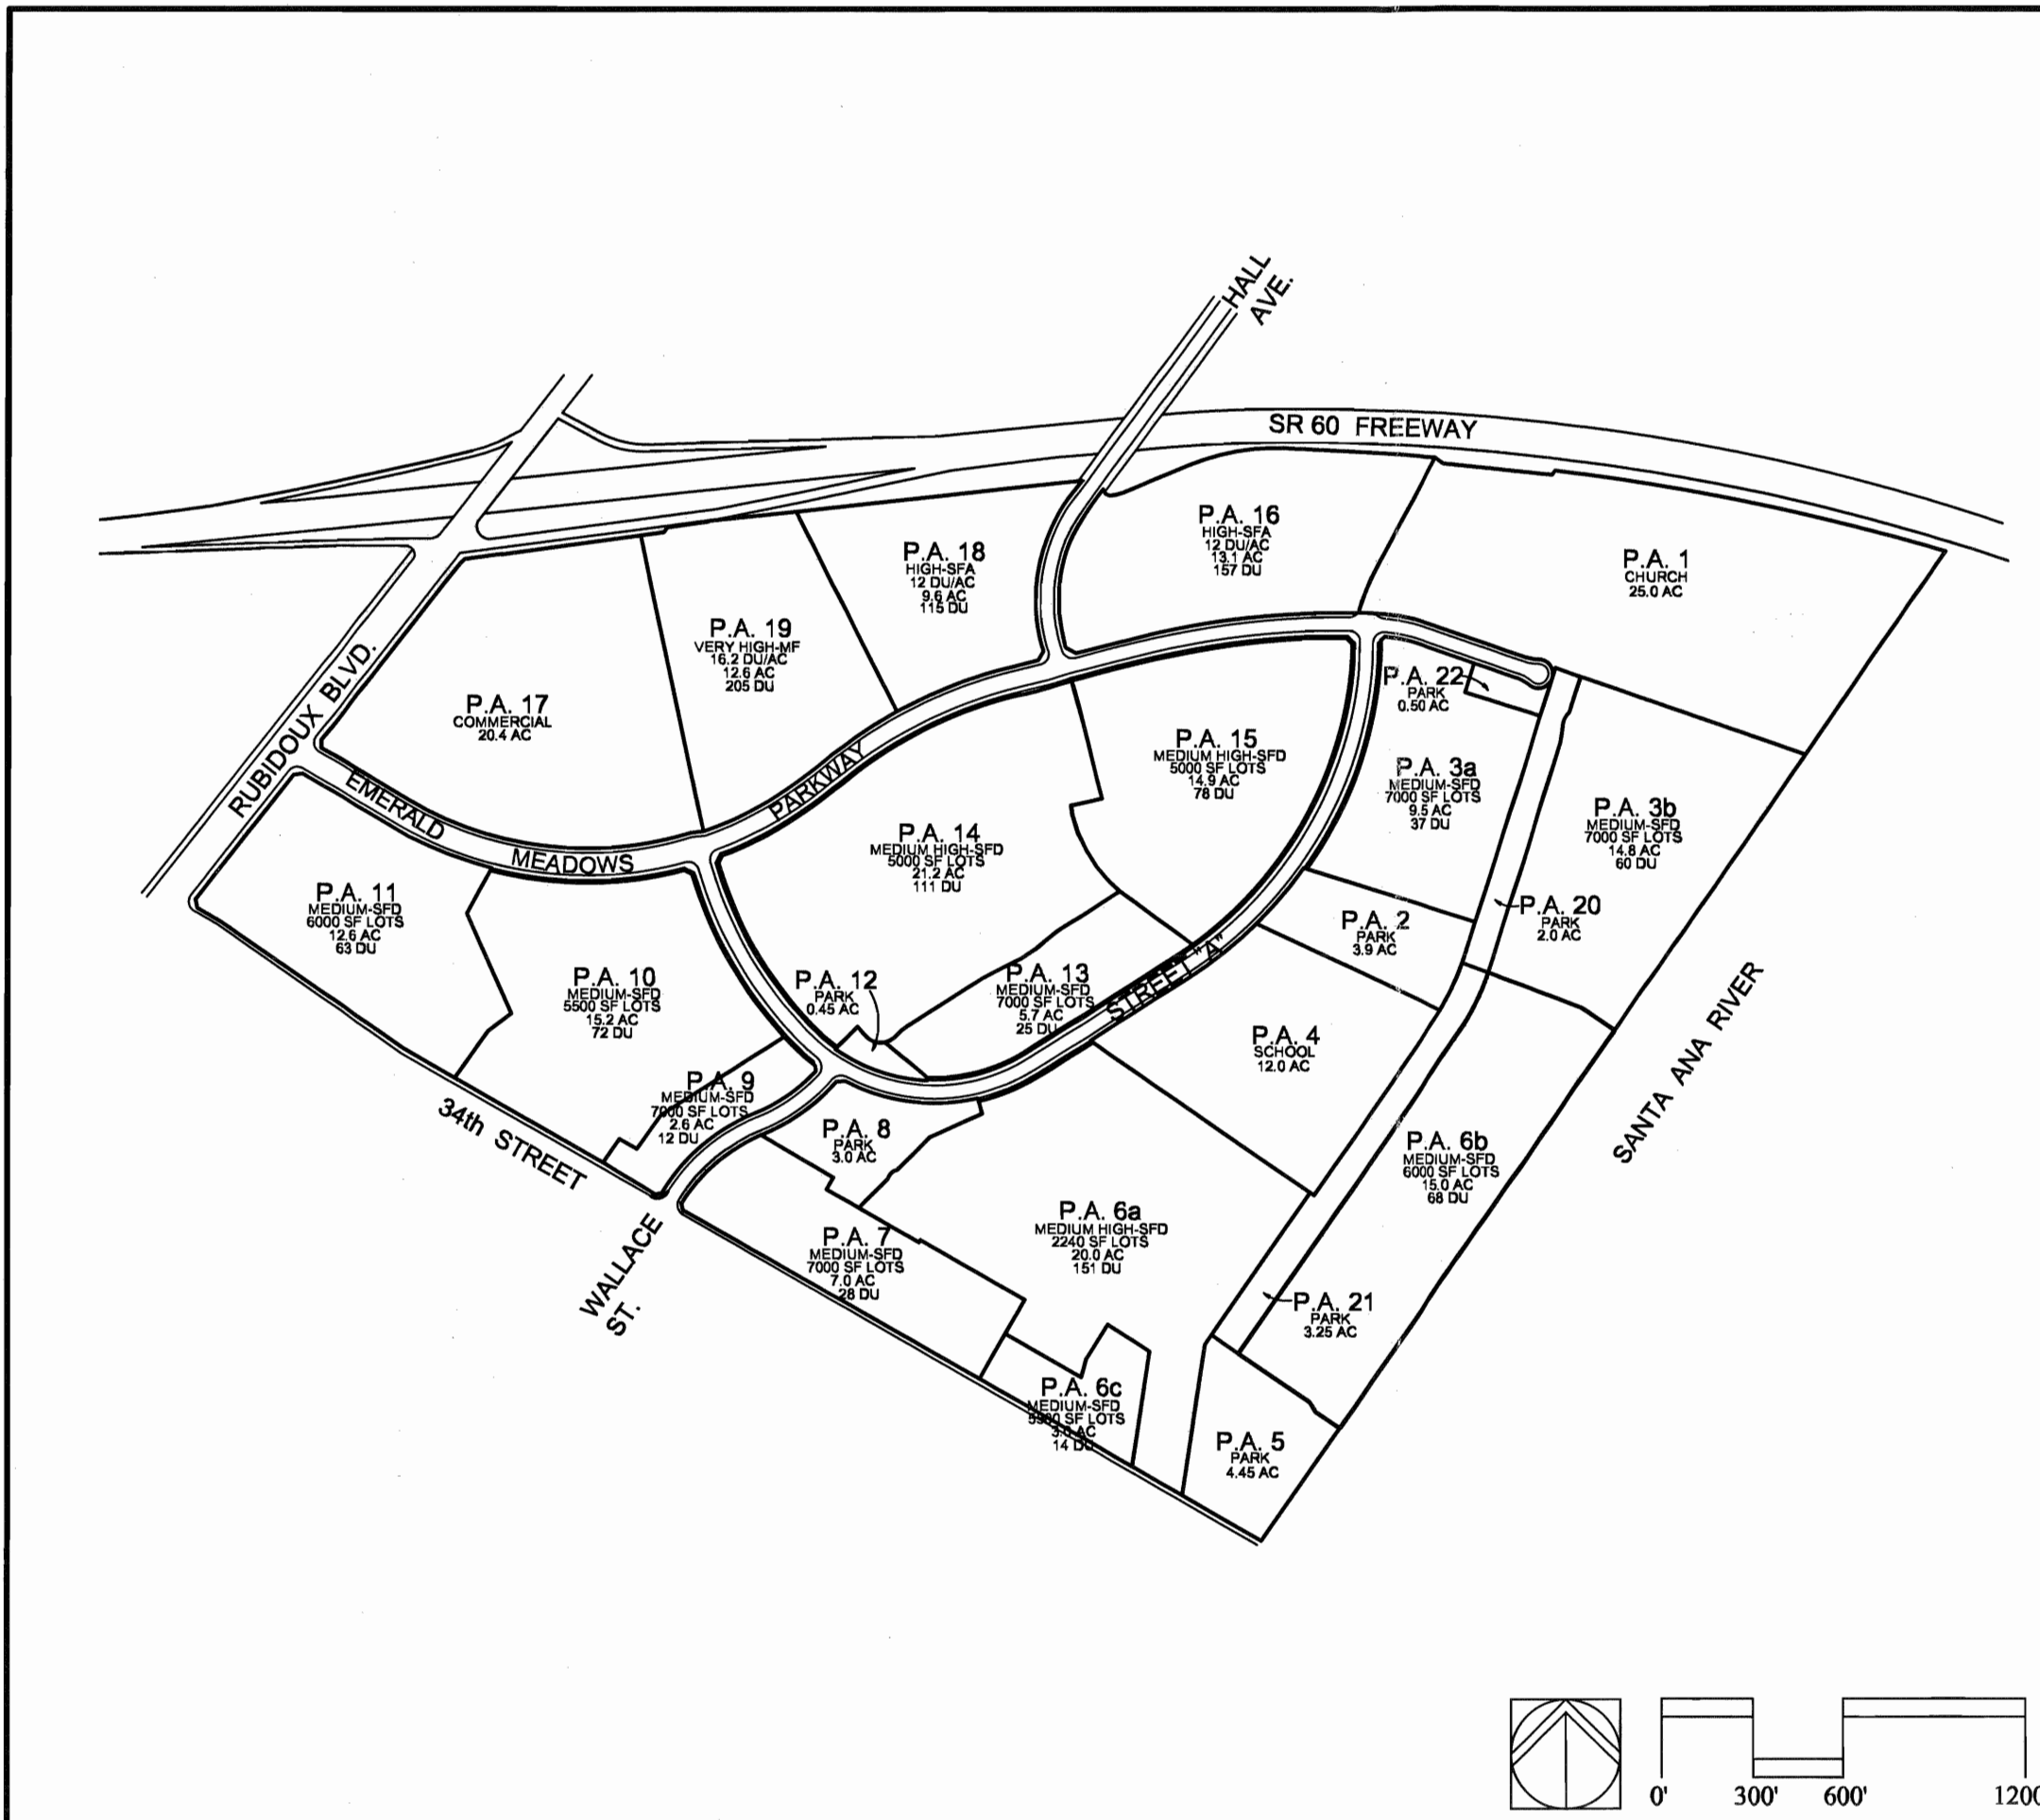 HALL
AVE.
SR 60 FREEWAY
P.A. 16
HIGH-SFA
12 DU/AC
13.1 AC
157 DU
P.A. 18
HIGH-SFA
12 DU/AC
9.6 AC
115 DU
P.A. 1
CHURCH
25.0 AC
P.A. 19
VERY HIGH-MF
16.2 DU/AC
12.6 AC
205 DU
P.A. 17
COMMERCIAL
20.4 AC
RUBIDOUX BLVD.
EMERALD
MEADOWS
PARKWAY
P.A. 22
PARK
0.50 AC
P.A. 15
MEDIUM HIGH-SFD
5000 SF LOTS
14.9 AC
78 DU
P.A. 3a
MEDIUM-SFD
7000 SF LOTS
9.5 AC
37 DU
P.A. 3b
MEDIUM-SFD
7000 SF LOTS
14.8 AC
60 DU
P.A. 14
MEDIUM HIGH-SFD
5000 SF LOTS
21.2 AC
111 DU
P.A. 11
MEDIUM-SFD
6000 SF LOTS
12.6 AC
63 DU
P.A. 20
PARK
2.0 AC
P.A. 2
PARK
3.9 AC
P.A. 10
MEDIUM-SFD
5500 SF LOTS
15.2 AC
72 DU
P.A. 12
PARK
0.45 AC
P.A. 13
MEDIUM-SFD
7000 SF LOTS
5.7 AC
25 DU
STREET "A"
P.A. 4
SCHOOL
12.0 AC
SANTA ANA RIVER
P.A. 9
MEDIUM-SFD
7000 SF LOTS
2.6 AC
12 DU
34th STREET
P.A. 8
PARK
3.0 AC
P.A. 6b
MEDIUM-SFD
6000 SF LOTS
15.0 AC
68 DU
P.A. 6a
MEDIUM HIGH-SFD
2240 SF LOTS
20.0 AC
151 DU
WALLACE
ST.
P.A. 7
MEDIUM-SFD
7000 SF LOTS
7.0 AC
28 DU
P.A. 21
PARK
3.25 AC
P.A. 6c
MEDIUM-SFD
SF LOTS
AC
14 DU
P.A. 5
PARK
4.45 AC
0' 300' 600' 1200